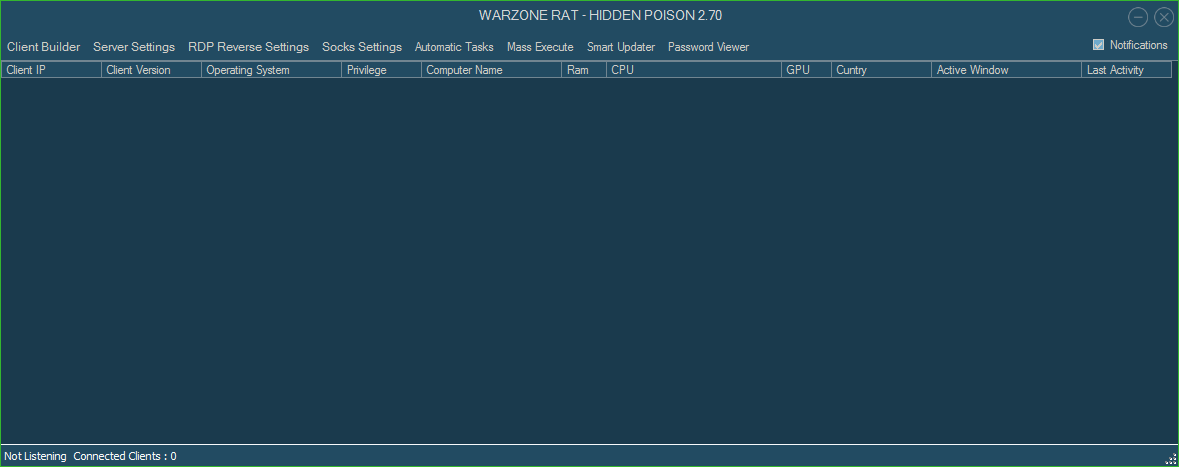 WARZONE RAT - HIDDEN POISON 2.70
Client Builder Server Settings RDP Reverse Settings Socks Settings Automatic Tasks Mass Execute Smart Updater Password Viewer Notifications
Client IP Client Version Operating System Privilege Computer Name Ram CPU GPU Cuntry Active Window Last Activity
Not Listening Connected Clients : 0